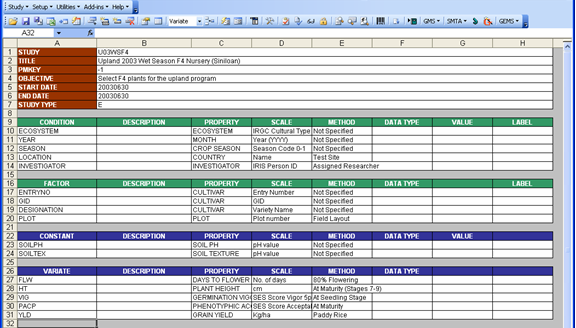 Study Setup Utilities Add-ins Help
Variate GMS SMTA GEMS
A32 fx
A B C D E F G H
1 STUDY U03WSF4
2 TITLE Upland 2003 Wet Season F4 Nursery (Siniloan)
3 PMKEY -1
4 OBJECTIVE Select F4 plants for the upland program
5 START DATE 20030630
6 END DATE 20030630
7 STUDY TYPE E
8
9 CONDITION DESCRIPTION PROPERTY SCALE METHOD DATA TYPE VALUE LABEL
10 ECOSYSTEM ECOSYSTEM IRGC Cultural Type Not Specified
11 YEAR MONTH Year (YYYY) Not Specified
12 SEASON CROP SEASON Season Code 0-1 Not Specified
13 LOCATION COUNTRY Name Test Site
14 INVESTIGATOR INVESTIGATOR IRIS Person ID Assigned Researcher
15
16 FACTOR DESCRIPTION PROPERTY SCALE METHOD DATA TYPE LABEL
17 ENTRYNO CULTIVAR Entry Number Not Specified
18 GID CULTIVAR GID Not Specified
19 DESIGNATION CULTIVAR Variety Name Not Specified
20 PLOT PLOT Plot number Field Layout
21
22 CONSTANT DESCRIPTION PROPERTY SCALE METHOD DATA TYPE VALUE
23 SOILPH SOIL PH pH value Not Specified
24 SOILTEX SOIL TEXTURE pH value Not Specified
25
26 VARIATE DESCRIPTION PROPERTY SCALE METHOD DATA TYPE
27 FLW DAYS TO FLOWER No. of days 80% Flowering
28 HT PLANT HEIGHT cm At Maturity (Stages 7-9)
29 VIG GERMINATION VIG SES Score Vigor 5p At Seedling Stage
30 PACP PHENOTYPHIC AC SES Score Accepta At Maturity
31 YLD GRAIN YIELD Kg/ha Paddy Rice
32